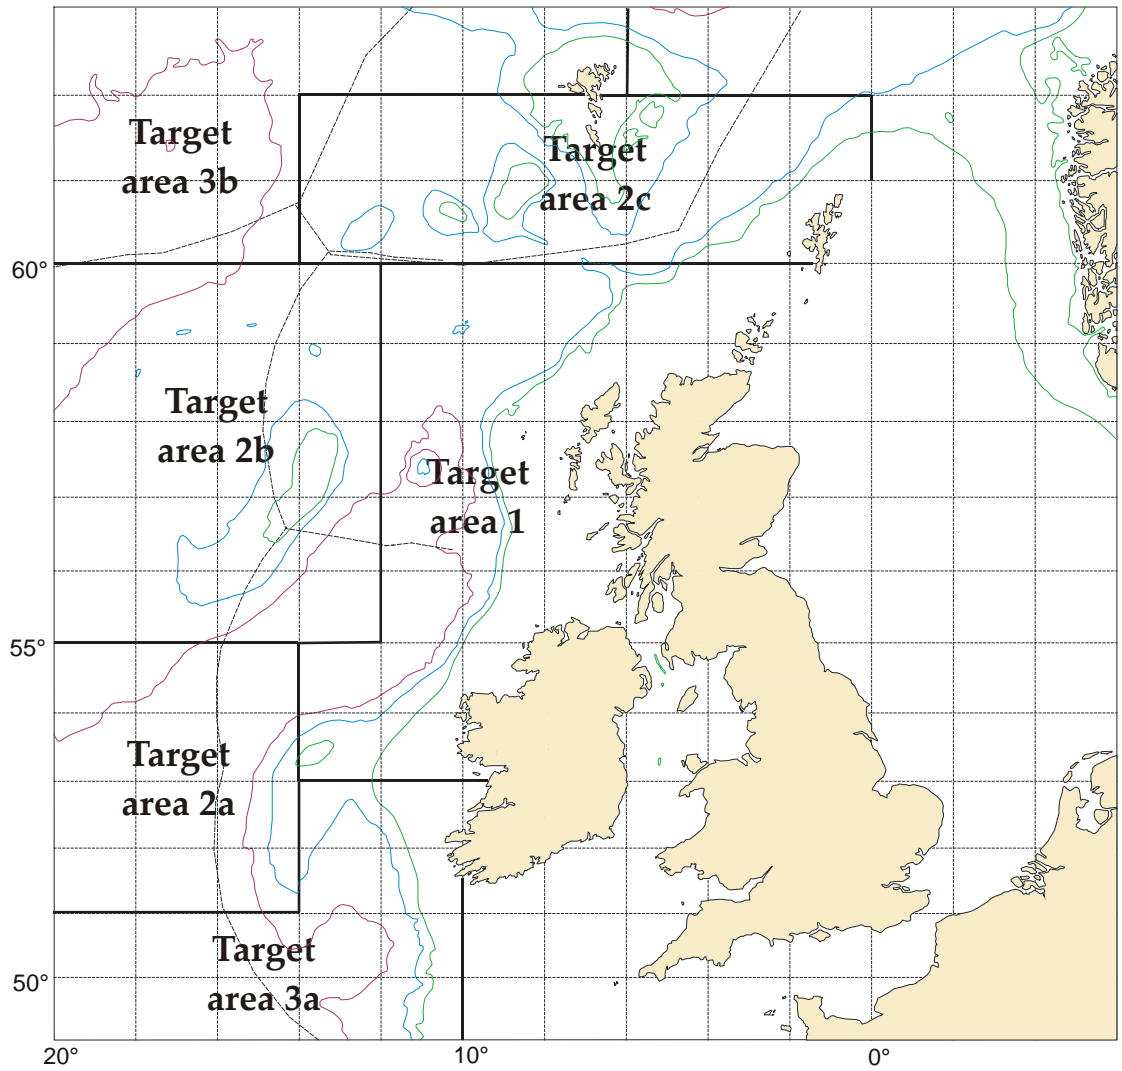 Target
area 3b
Target
area 2c
60°
Target
area 2b
Target
area 1
55°
Target
area 2a
Target
area 3a
50°
20°
10°
0°